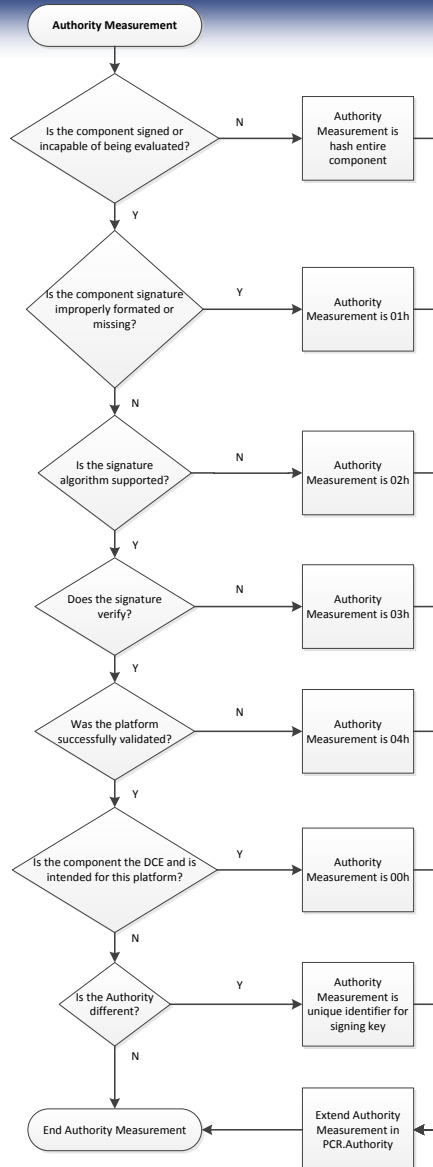 Authority Measurement
Is the component signed or
incapable of being evaluated?
N
Authority
Measurement is
hash entire
component
Y
Is the component signature
improperly formated or
missing?
Y
Authority
Measurement is 01h
N
Is the signature
algorithm supported?
N
Authority
Measurement is 02h
Y
Does the signature
verify?
N
Authority
Measurement is 03h
Y
Was the platform
successfully validated?
N
Authority
Measurement is 04h
Y
Is the component the DCE and is
intended for this platform?
Y
Authority
Measurement is 00h
N
Is the Authority
different?
Y
Authority
Measurement is
unique identifier for
signing key
N
End Authority Measurement
Extend Authority
Measurement in
PCR.Authority